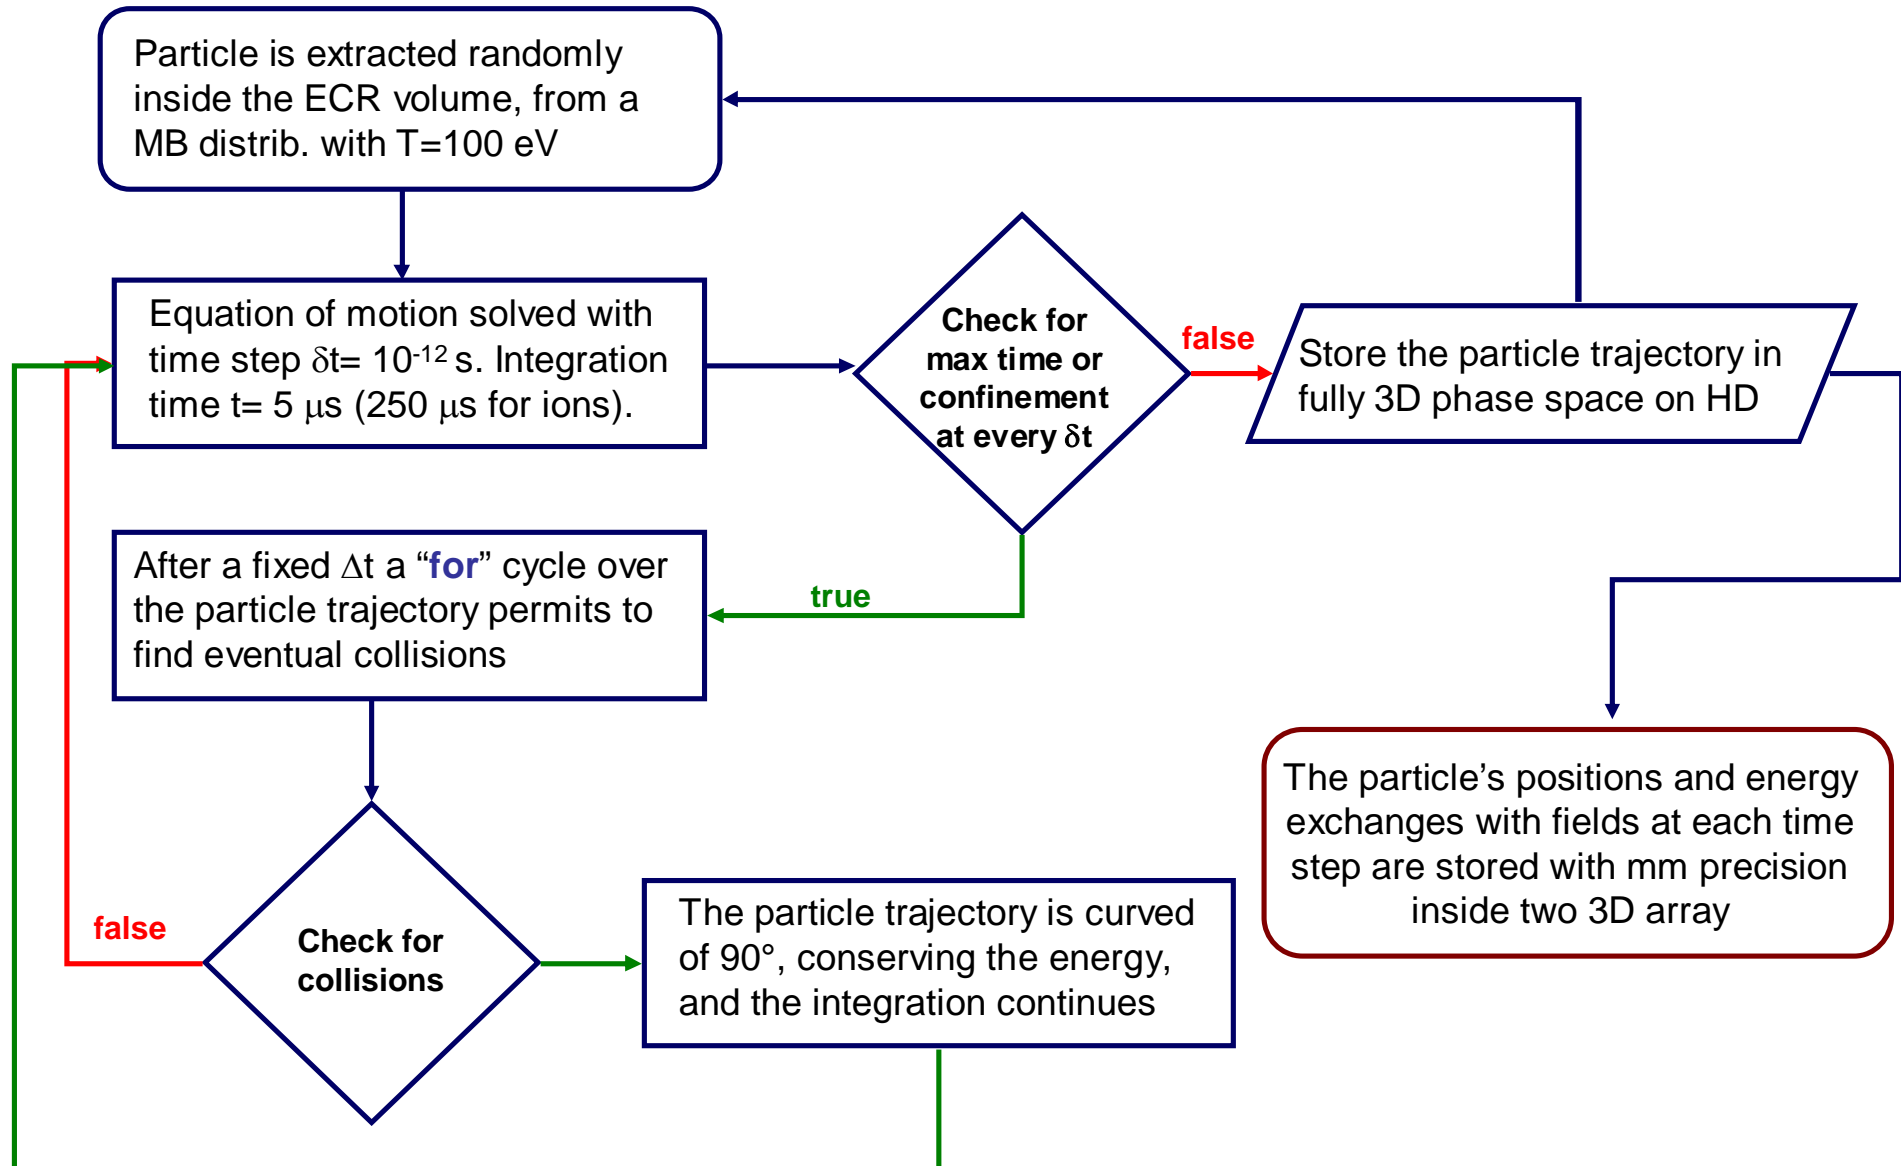 Particle is extracted randomly
inside the ECR volume, from a
MB distrib. with T=100 eV
Equation of motion solved with
time step δt= 10⁻¹² s. Integration
time t= 5 μs (250 μs for ions).
Check for
max time or
confinement
at every δt
false
Store the particle trajectory in
fully 3D phase space on HD
true
After a fixed Δt a “for” cycle over
the particle trajectory permits to
find eventual collisions
The particle’s positions and energy
exchanges with fields at each time
step are stored with mm precision
inside two 3D array
false
Check for
collisions
The particle trajectory is curved
of 90°, conserving the energy,
and the integration continues